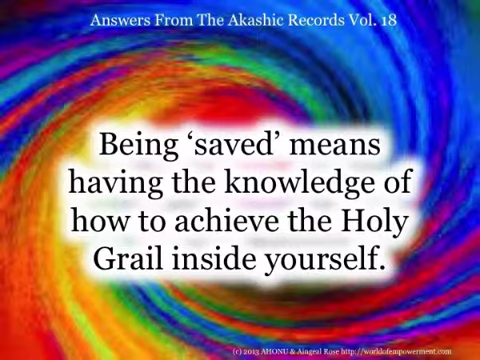 Answers From The Akashic Records Vol. 18
Being ‘saved’ means
having the knowledge of
how to achieve the Holy
Grail inside yourself.
(c) 2013 AHONU & Aingeal Rose http://worldofempowerment.com